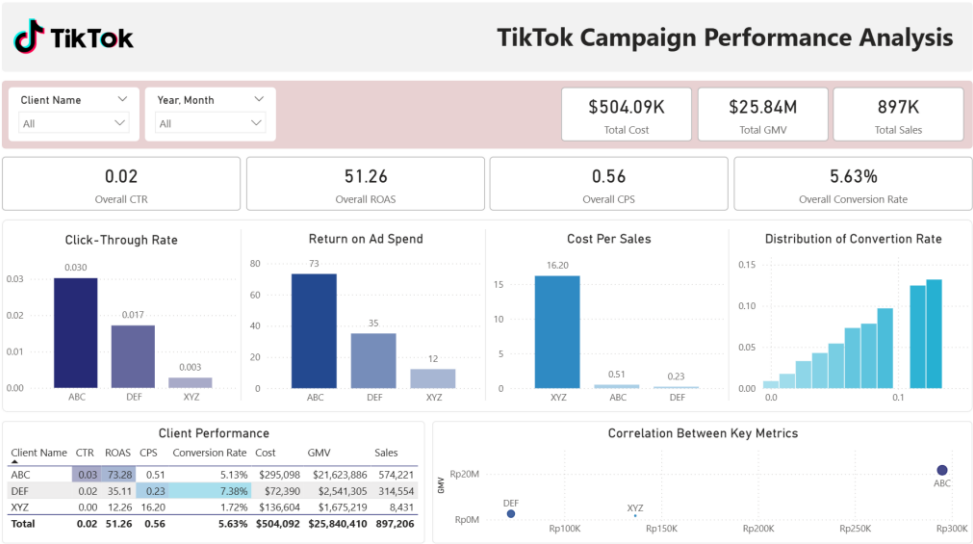 TikTok
TikTok Campaign Performance Analysis
Client Name
All
Year, Month
All
$504.09K
Total Cost
$25.84M
Total GMV
897K
Total Sales
0.02
Overall CTR
51.26
Overall ROAS
0.56
Overall CPS
5.63%
Overall Conversion Rate
Click-Through Rate
0.03
0.02
0.01
0.00
0.030
0.017
0.003
ABC DEF XYZ
Return on Ad Spend
80
60
40
20
0
73
35
12
ABC DEF XYZ
Cost Per Sales
15
10
5
0
16.20
0.51
0.23
XYZ ABC DEF
Distribution of Convertion Rate
0.15
0.10
0.05
0.00
0.0 0.1
Client Performance
Client Name CTR ROAS CPS Conversion Rate Cost GMV Sales
ABC 0.03 73.28 0.51 5.13% $295,098 $21,623,886 574,221
DEF 0.02 35.11 0.23 7.38% $72,390 $2,541,305 314,554
XYZ 0.00 12.26 16.20 1.72% $136,604 $1,675,219 8,431
Total 0.02 51.26 0.56 5.63% $504,092 $25,840,410 897,206
Correlation Between Key Metrics
GMV
Rp20M
Rp0M
DEF
XYZ
ABC
Rp100K Rp150K Rp200K Rp250K Rp300K